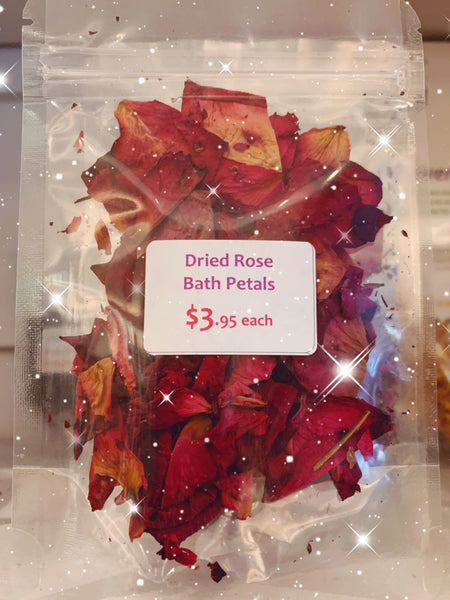 Dried Rose
Bath Petals
$3.95 each